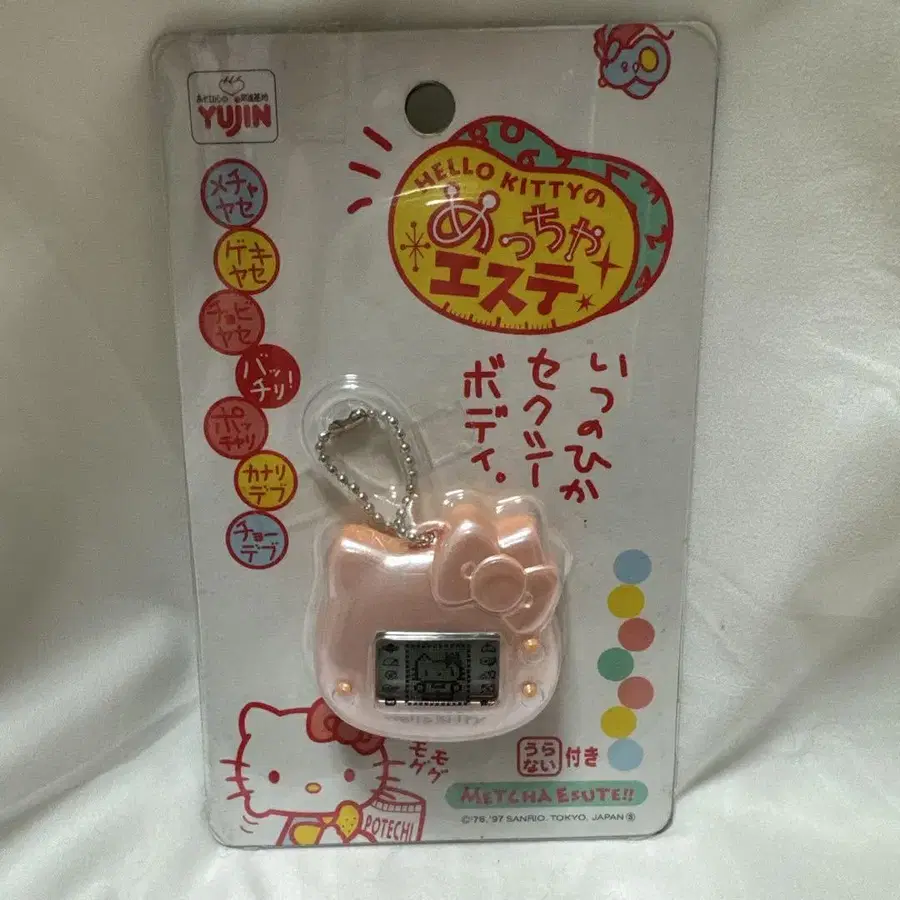 YUJIN
HELLO KITTYの
めっちゃ
エステ
メチャ
ヤセ
ゲキ
ヤセ
チョビ
ヤセ
バッ
チリ!
ポッ
チャリ
カナリ
デブ
チョー
デブ
いつのひか
セクシー
ボディ。
Hello Kitty
モグ
モグ
POTECHI
うら
ない
付き
METCHA ESUTE!!
©'76, '97 SANRIO, TOKYO, JAPAN